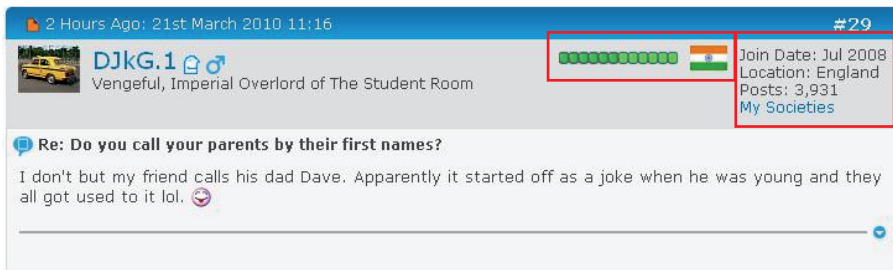 2 Hours Ago: 21st March 2010 11:16
#29
DJkG.1
Vengeful, Imperial Overlord of The Student Room
Join Date: Jul 2008
Location: England
Posts: 3,931
My Societies
Re: Do you call your parents by their first names?
I don't but my friend calls his dad Dave. Apparently it started off as a joke when he was young and they
all got used to it lol.